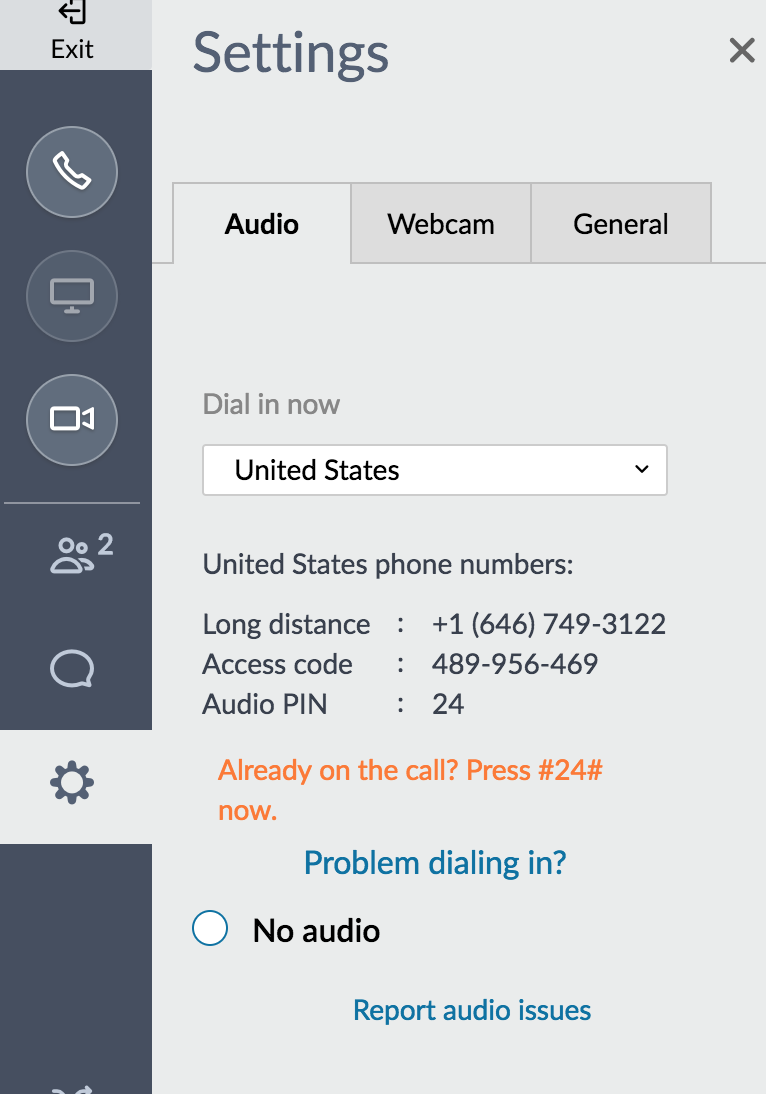 Exit
Settings
Audio
Webcam
General
Dial in now
United States
United States phone numbers:
Long distance : +1 (646) 749-3122
Access code : 489-956-469
Audio PIN : 24
Already on the call? Press #24#
now.
Problem dialing in?
No audio
Report audio issues
2